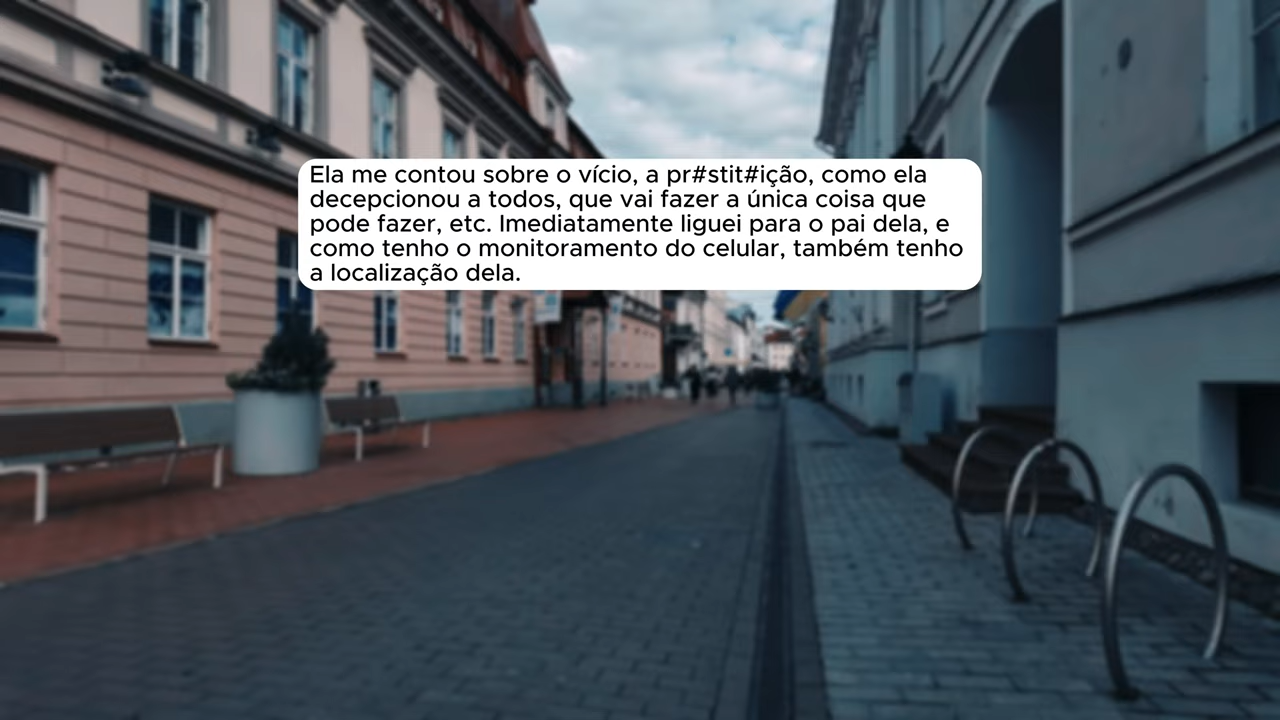 Ela me contou sobre o vício, a pr#stit#ição, como ela
decepcionou a todos, que vai fazer a única coisa que
pode fazer, etc. Imediatamente liguei para o pai dela, e
como tenho o monitoramento do celular, também tenho
a localização dela.